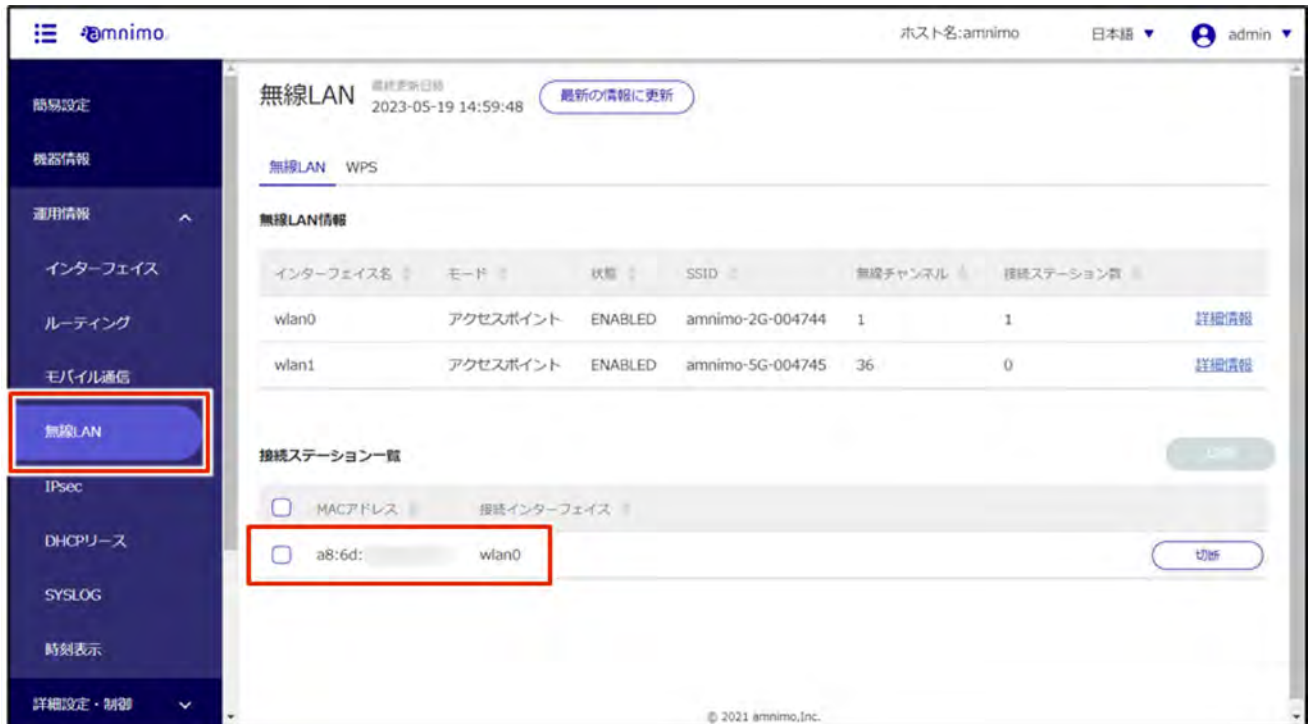 amnimo
ホスト名:amnimo
日本語
admin
簡易設定
機器情報
運用情報
インターフェイス
ルーティング
モバイル通信
無線LAN
IPsec
DHCPリース
SYSLOG
時刻表示
詳細設定・制御
無線LAN
最終更新日時
2023-05-19 14:59:48
最新の情報に更新
無線LAN WPS
無線LAN情報
インターフェイス名 モード 状態 SSID 無線チャンネル 接続ステーション数
wlan0 アクセスポイント ENABLED amnimo-2G-004744 1 1 詳細情報
wlan1 アクセスポイント ENABLED amnimo-5G-004745 36 0 詳細情報
接続ステーション一覧
MACアドレス 接続インターフェイス
a8:6d: wlan0 切断
© 2021 amnimo,Inc.